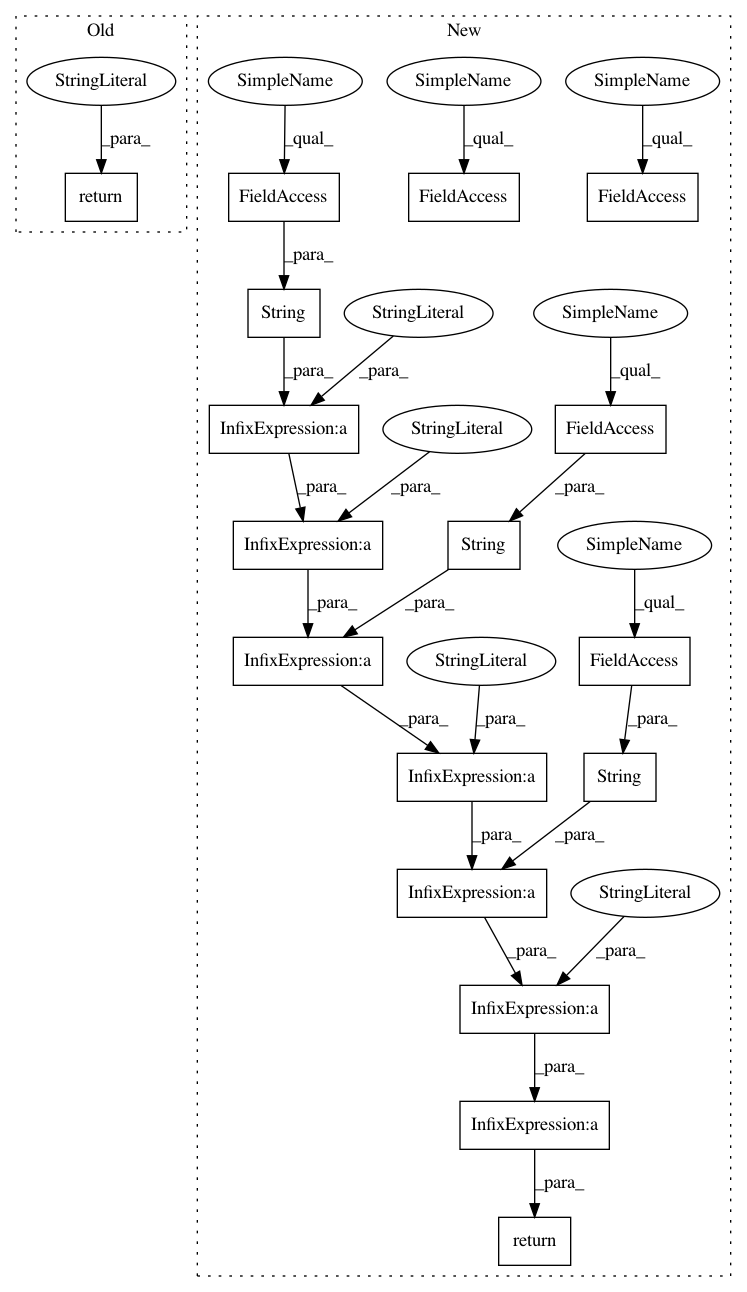 Old
New
StringLiteral
SimpleName
SimpleName
SimpleName
_para_
_qual_
_qual_
_qual_
return
FieldAccess
FieldAccess
FieldAccess
_para_
String
StringLiteral
SimpleName
_para_
_para_
_qual_
InfixExpression:a
StringLiteral
FieldAccess
_para_
_para_
_para_
InfixExpression:a
String
SimpleName
_para_
_para_
_qual_
InfixExpression:a
StringLiteral
FieldAccess
_para_
_para_
_para_
InfixExpression:a
String
_para_
_para_
InfixExpression:a
StringLiteral
_para_
_para_
InfixExpression:a
_para_
InfixExpression:a
_para_
return